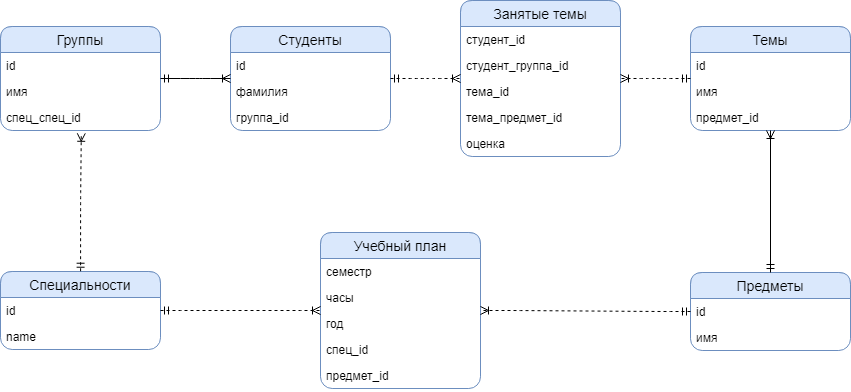 Группы
id
имя
спец_спец_id
Студенты
id
фамилия
группа_id
Занятые темы
студент_id
студент_группа_id
тема_id
тема_предмет_id
оценка
Темы
id
имя
предмет_id
Специальности
id
name
Учебный план
семестр
часы
год
спец_id
предмет_id
Предметы
id
имя